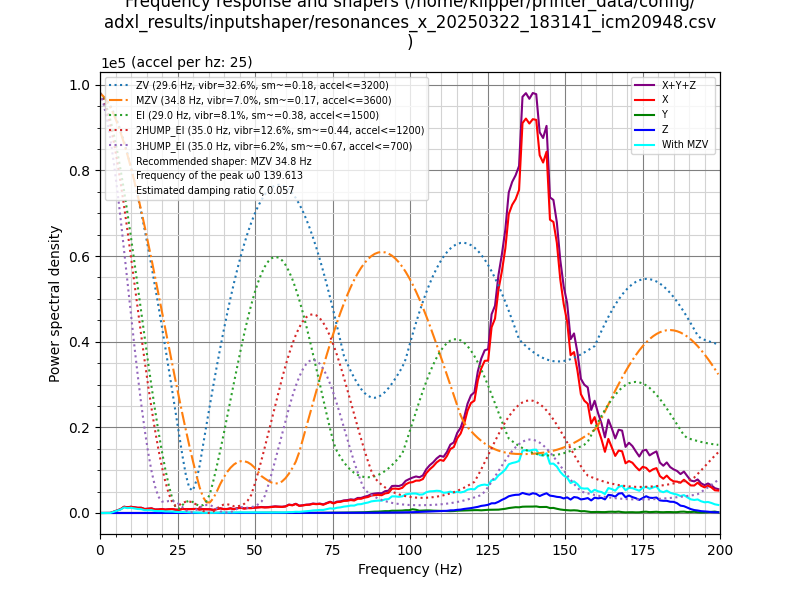 Frequency response and shapers (/home/klipper/printer_data/config/
adxl_results/inputshaper/resonances_x_20250322_183141_icm20948.csv
)
1e5 (accel per hz: 25)
ZV (29.6 Hz, vibr=32.6%, sm~=0.18, accel<=3200)
MZV (34.8 Hz, vibr=7.0%, sm~=0.17, accel<=3600)
EI (29.0 Hz, vibr=8.1%, sm~=0.38, accel<=1500)
2HUMP_EI (35.0 Hz, vibr=12.6%, sm~=0.44, accel<=1200)
3HUMP_EI (35.0 Hz, vibr=6.2%, sm~=0.67, accel<=700)
Recommended shaper: MZV 34.8 Hz
Frequency of the peak ω0 139.613
Estimated damping ratio ζ 0.057
X+Y+Z
X
Y
Z
With MZV
1.0
0.8
0.6
0.4
0.2
0.0
Power spectral density
0 25 50 75 100 125 150 175 200
Frequency (Hz)